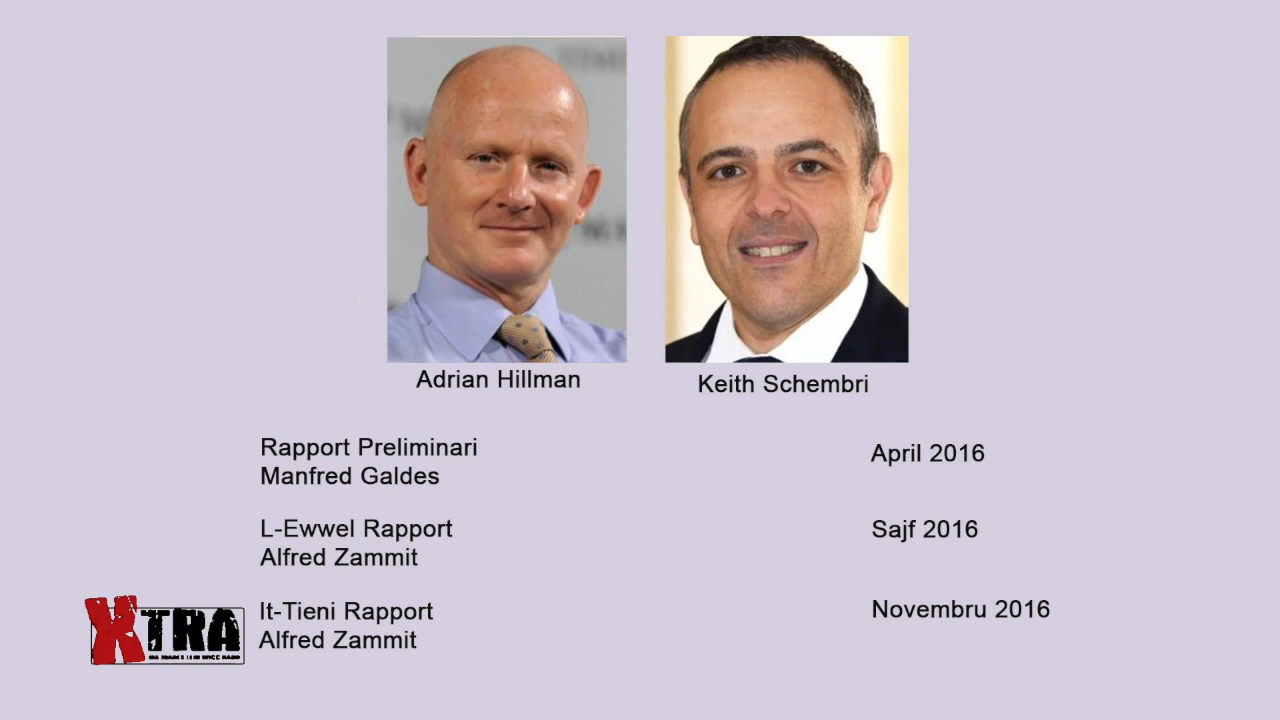 Adrian Hillman
Keith Schembri
Rapport Preliminari
Manfred Galdes
April 2016
L-Ewwel Rapport
Alfred Zammit
Sajf 2016
It-Tieni Rapport
Alfred Zammit
Novembru 2016
XTRA